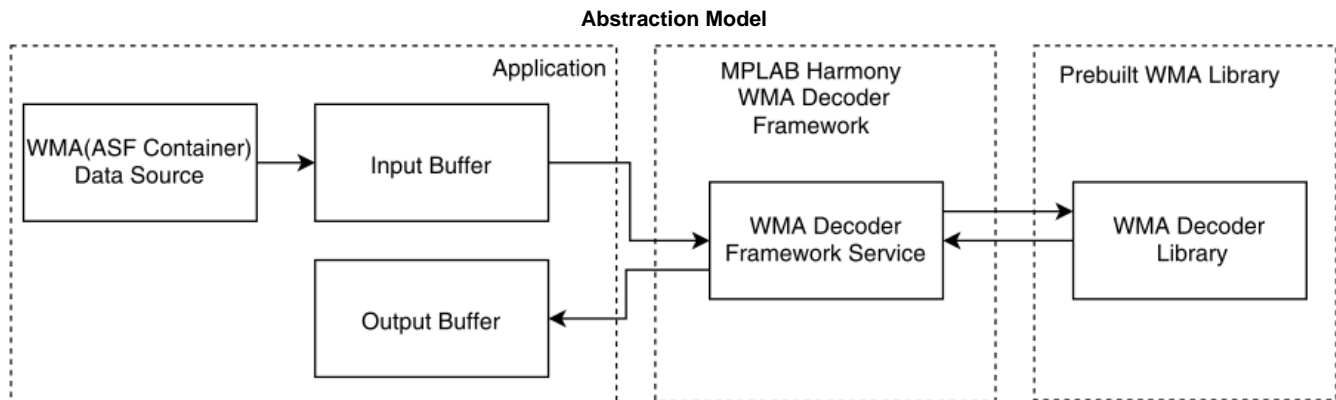 Abstraction Model
Application
WMA(ASF Container)
Data Source
Input Buffer
Output Buffer
MPLAB Harmony
WMA Decoder
Framework
WMA Decoder
Framework Service
Prebuilt WMA Library
WMA Decoder
Library